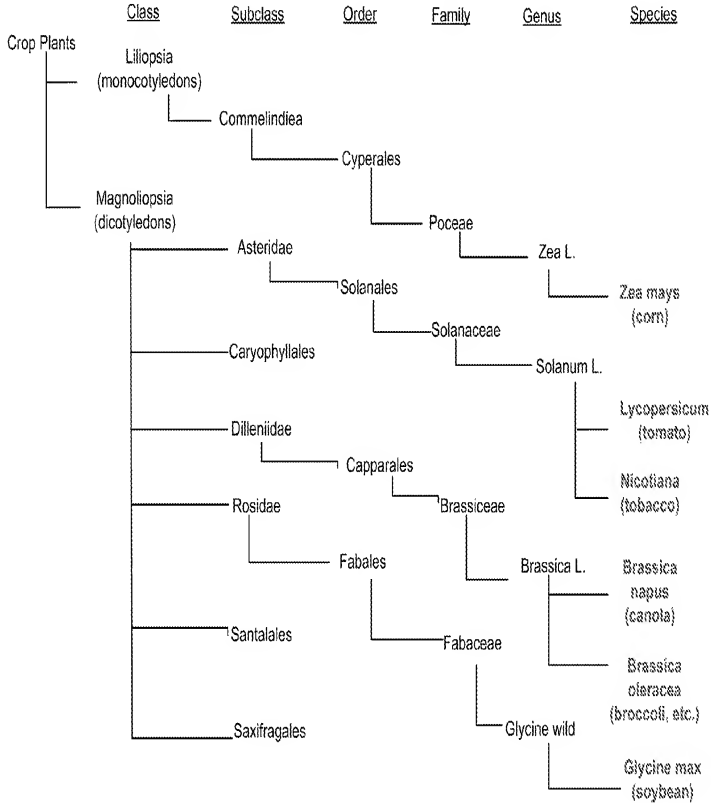 Class Subclass Order Family Genus Species
Crop Plants
Liliopsia
(monocotyledons)
Commelindiea
Cyperales
Magnoliopsia
(dicotyledons)
Poceae
Asteridae
Zea L.
Solanales
Zea mays
(corn)
Solanaceae
Caryophyllales
Solanum L.
Lycopersicum
(tomato)
Dilleniidae
Capparales
Nicotiana
(tobacco)
Rosidae
Brassiceae
Fabales
Brassica L.
Brassica
napus
(canola)
Santalales
Fabaceae
Brassica
oleracea
(broccoli, etc.)
Saxifragales
Glycine wild
Glycine max
(soybean)